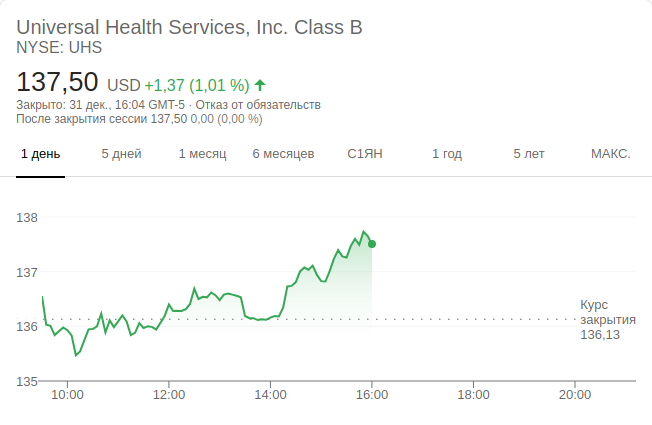 Universal Health Services, Inc. Class B
NYSE: UHS
137,50 USD +1,37 (1,01 %)
Закрыто: 31 дек., 16:04 GMT-5 · Отказ от обязательств
После закрытия сессии 137,50 0,00 (0,00 %)
1 день 5 дней 1 месяц 6 месяцев С1ЯН 1 год 5 лет МАКС.
138
137
136
135
Курс
закрытия
136,13
10:00 12:00 14:00 16:00 18:00 20:00